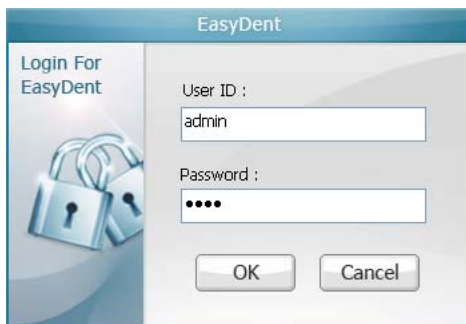 EasyDent
Login For
EasyDent
User ID :
admin
Password :
••••
OK
Cancel